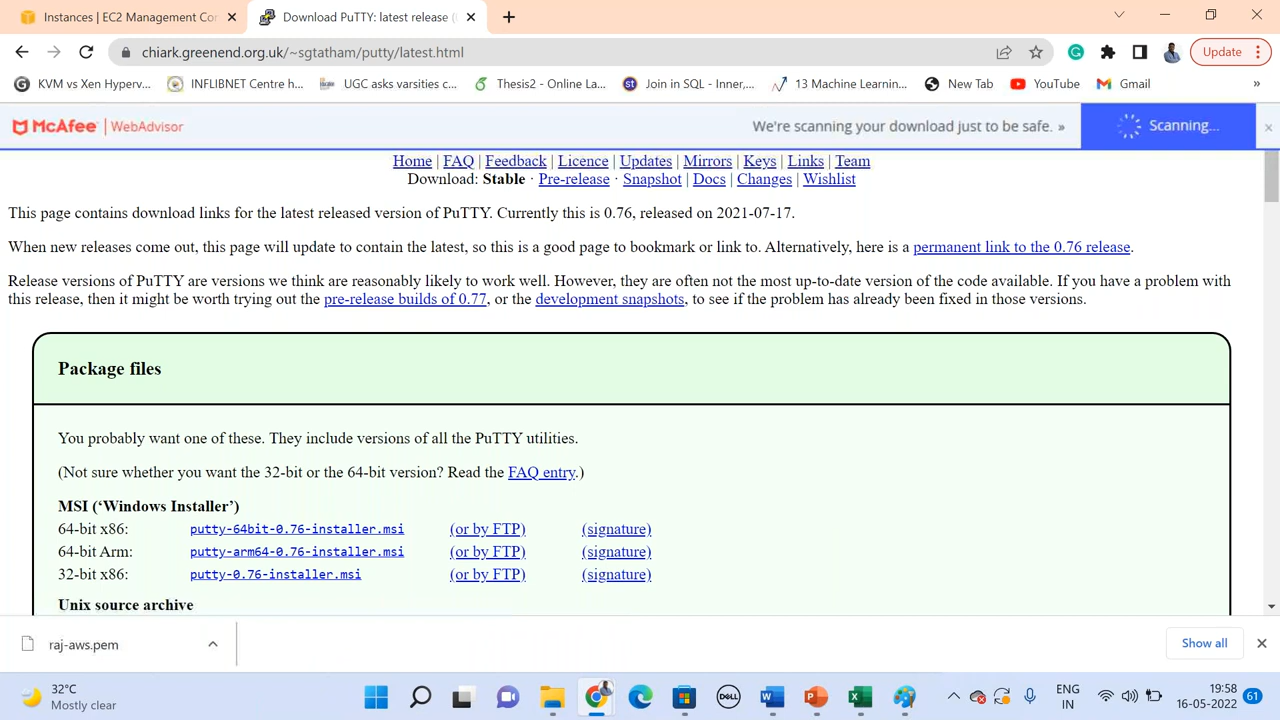 Instances | EC2 Management Con
Download PuTTY: latest release (
chiark.greenend.org.uk/~sgtatham/putty/latest.html
Update
KVM vs Xen Hyperv...
INFLIBNET Centre h...
UGC asks varsities c...
Thesis2 - Online La...
Join in SQL - Inner,...
13 Machine Learnin...
New Tab
YouTube
Gmail
»
McAfee | WebAdvisor
We're scanning your download just to be safe. »
Scanning...
Home | FAQ | Feedback | Licence | Updates | Mirrors | Keys | Links | Team
Download: Stable · Pre-release · Snapshot | Docs | Changes | Wishlist
This page contains download links for the latest released version of PuTTY. Currently this is 0.76, released on 2021-07-17.
When new releases come out, this page will update to contain the latest, so this is a good page to bookmark or link to. Alternatively, here is a permanent link to the 0.76 release.
Release versions of PuTTY are versions we think are reasonably likely to work well. However, they are often not the most up-to-date version of the code available. If you have a problem with
this release, then it might be worth trying out the pre-release builds of 0.77, or the development snapshots, to see if the problem has already been fixed in those versions.
Package files
You probably want one of these. They include versions of all the PuTTY utilities.
(Not sure whether you want the 32-bit or the 64-bit version? Read the FAQ entry.)
MSI (‘Windows Installer’)
64-bit x86: putty-64bit-0.76-installer.msi (or by FTP) (signature)
64-bit Arm: putty-arm64-0.76-installer.msi (or by FTP) (signature)
32-bit x86: putty-0.76-installer.msi (or by FTP) (signature)
Unix source archive
raj-aws.pem
Show all
32°C
Mostly clear
DELL
ENG
IN
19:58
16-05-2022
61